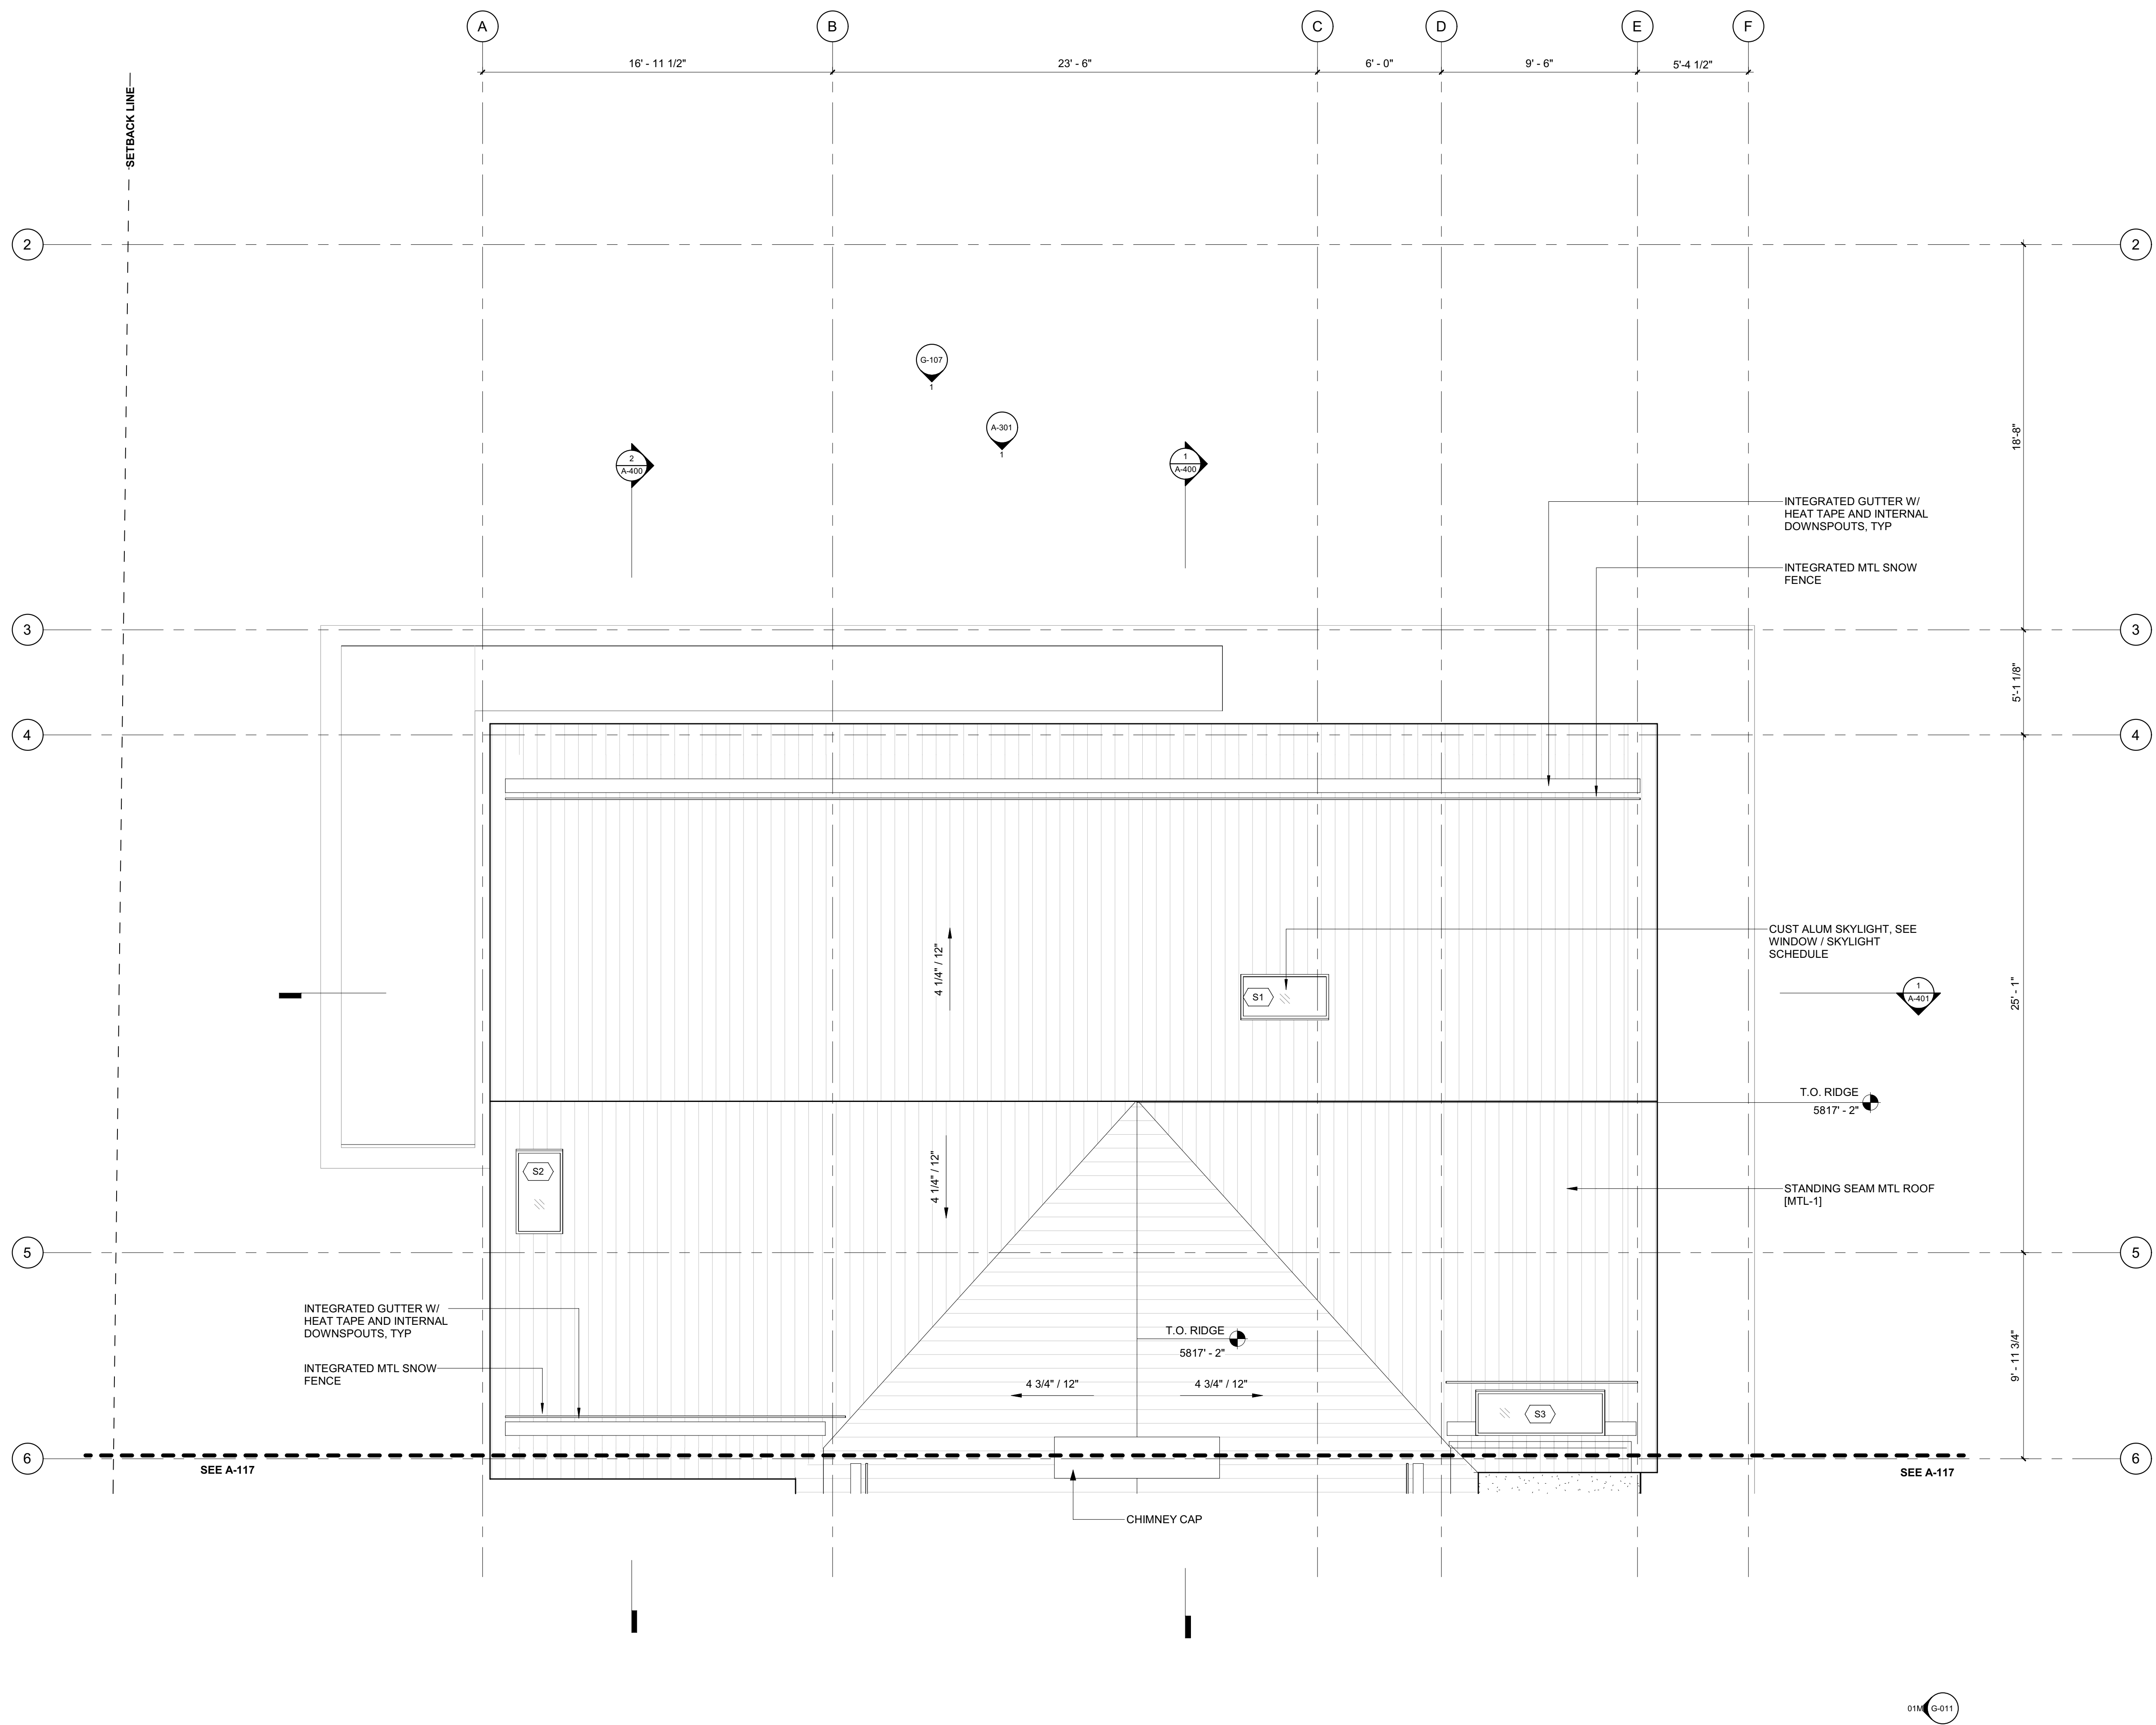 A
B
C
D
E
F
16' - 11 1/2"
23' - 6"
6' - 0"
9' - 6"
5'-4 1/2"
SETBACK LINE
2
2
G-107
1
A-301
1
18'-8"
2
A-400
1
A-400
INTEGRATED GUTTER W/
HEAT TAPE AND INTERNAL
DOWNSPOUTS, TYP
INTEGRATED MTL SNOW
FENCE
3
3
5'-1 1/8"
4
4
4 1/4" / 12"
CUST ALUM SKYLIGHT, SEE
WINDOW / SKYLIGHT
SCHEDULE
S1
1
A-401
25' - 1"
T.O. RIDGE
5817' - 2"
S2
4 1/4" / 12"
STANDING SEAM MTL ROOF
[MTL-1]
5
5
INTEGRATED GUTTER W/
HEAT TAPE AND INTERNAL
DOWNSPOUTS, TYP
T.O. RIDGE
5817' - 2"
9' - 11 3/4"
INTEGRATED MTL SNOW
FENCE
4 3/4" / 12"
4 3/4" / 12"
S3
6
6
SEE A-117
SEE A-117
CHIMNEY CAP
01M
G-011